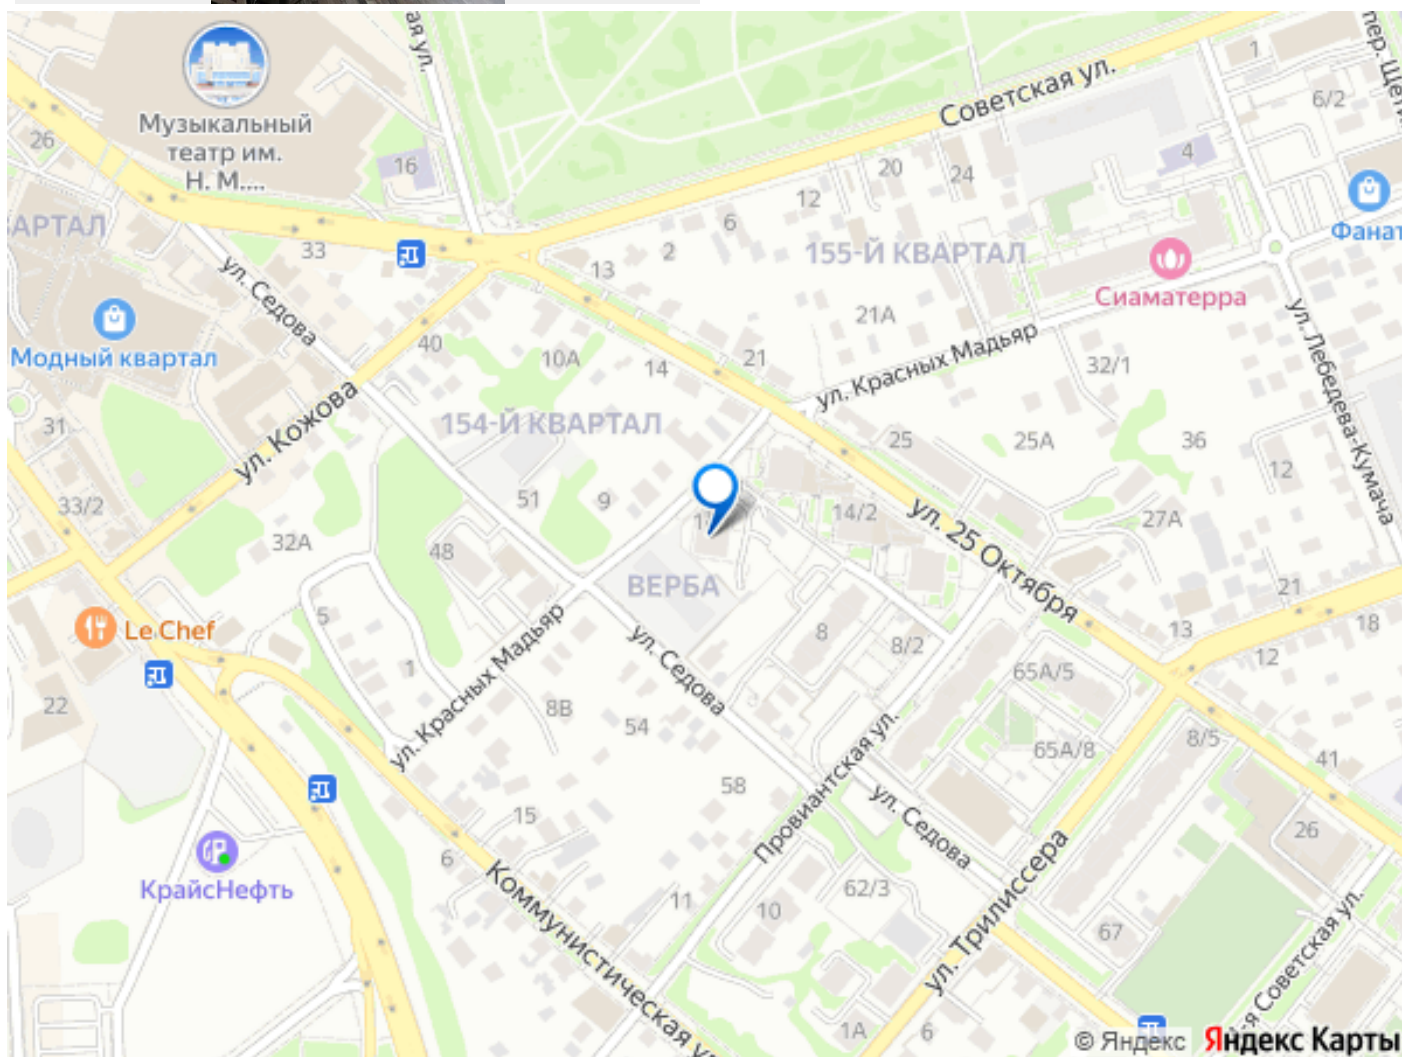 ая ул.
пер. Щети
1
6/2
Советская ул.
Музыкальный
театр им.
Н. М....
26
16
20
24
4
12
6
2
АРТАЛ
33
155-Й КВАРТАЛ
Фанат
13
ул. Седова
Сиаматерра
21А
Модный квартал
40
10А
14
21
ул. Красных Мадьяр
32/1
ул. Лебедева-Кумача
ул. Кожова
31
154-Й КВАРТАЛ
25
25А
36
12
33/2
51
9
14/2
27А
ул. 25 Октября
32А
48
ВЕРБА
21
5
Le Chef
ул. Красных Мадьяр
ул. Седова
8
8/2
13
18
12
1
65А/5
22
8В
54
65А/8
8/5
41
58
Провиантская ул.
15
ул. Седова
26
6
КрайсНефть
Коммунистическая ул.
11
10
62/3
ул. Трилиссера
67
-я Советская ул.
1А
6
© Яндекс Яндекс Карты